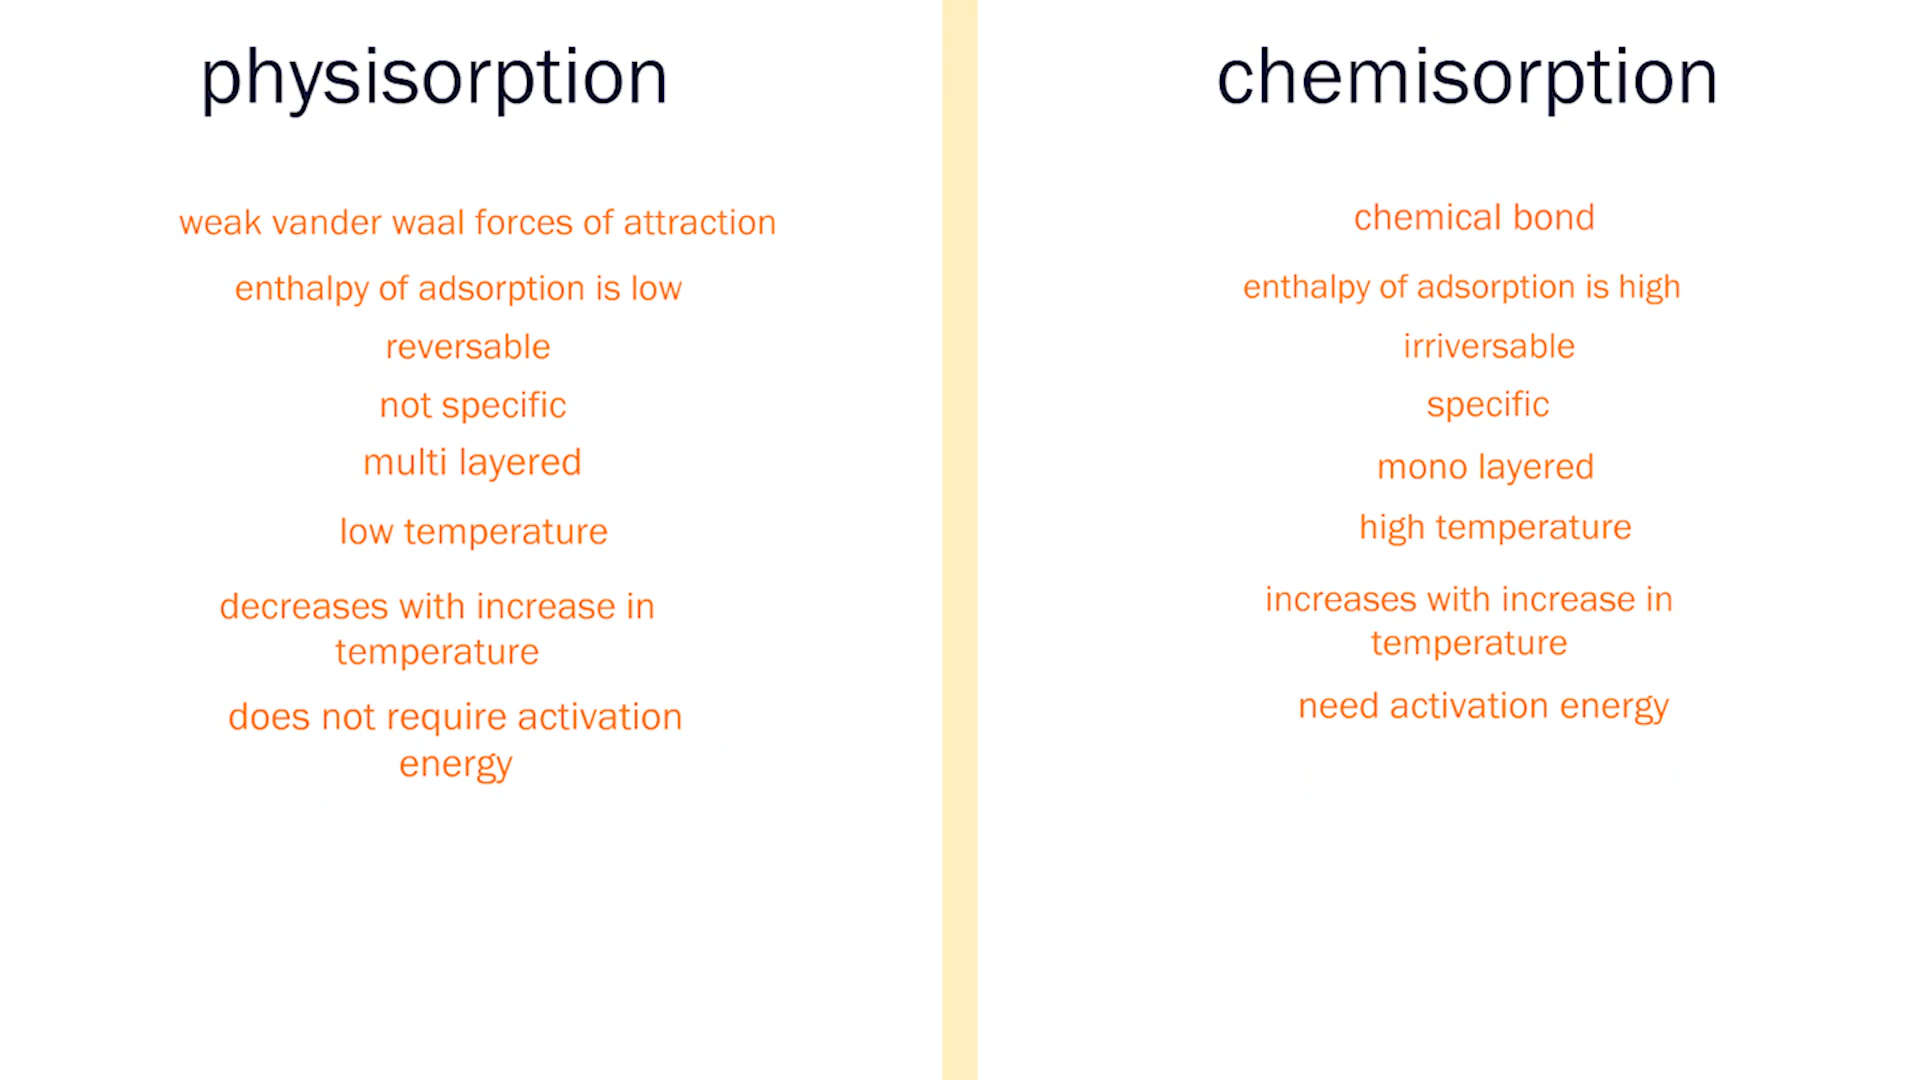 physisorption
weak vander waal forces of attraction
enthalpy of adsorption is low
reversable
not specific
multi layered
low temperature
decreases with increase in
temperature
does not require activation
energy
chemisorption
chemical bond
enthalpy of adsorption is high
irriversable
specific
mono layered
high temperature
increases with increase in
temperature
need activation energy